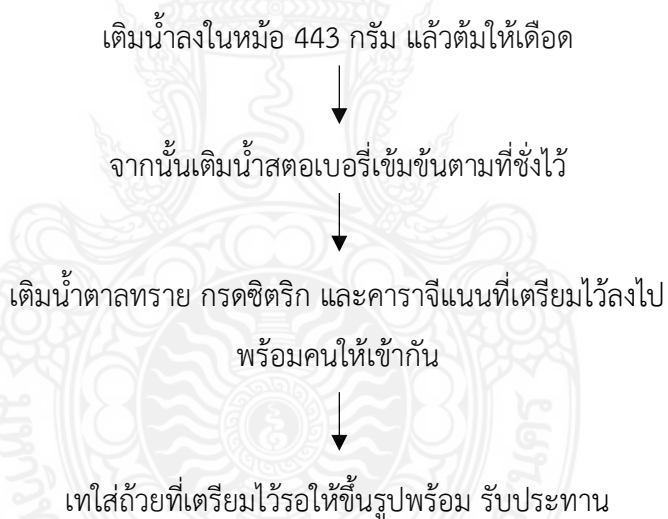 เติมน้ำลงในหม้อ 443 กรัม แล้วต้มให้เดือด
จากนั้นเติมน้ำสตอเบอรี่เข้มข้นตามที่ชั่งไว้
เติมน้ำตาลทราย กรดซิตริก และคาราจีแนนที่เตรียมไว้ลงไป
พร้อมคนให้เข้ากัน
เทใส่ถ้วยที่เตรียมไว้รอให้ขึ้นรูปพร้อม รับประทาน